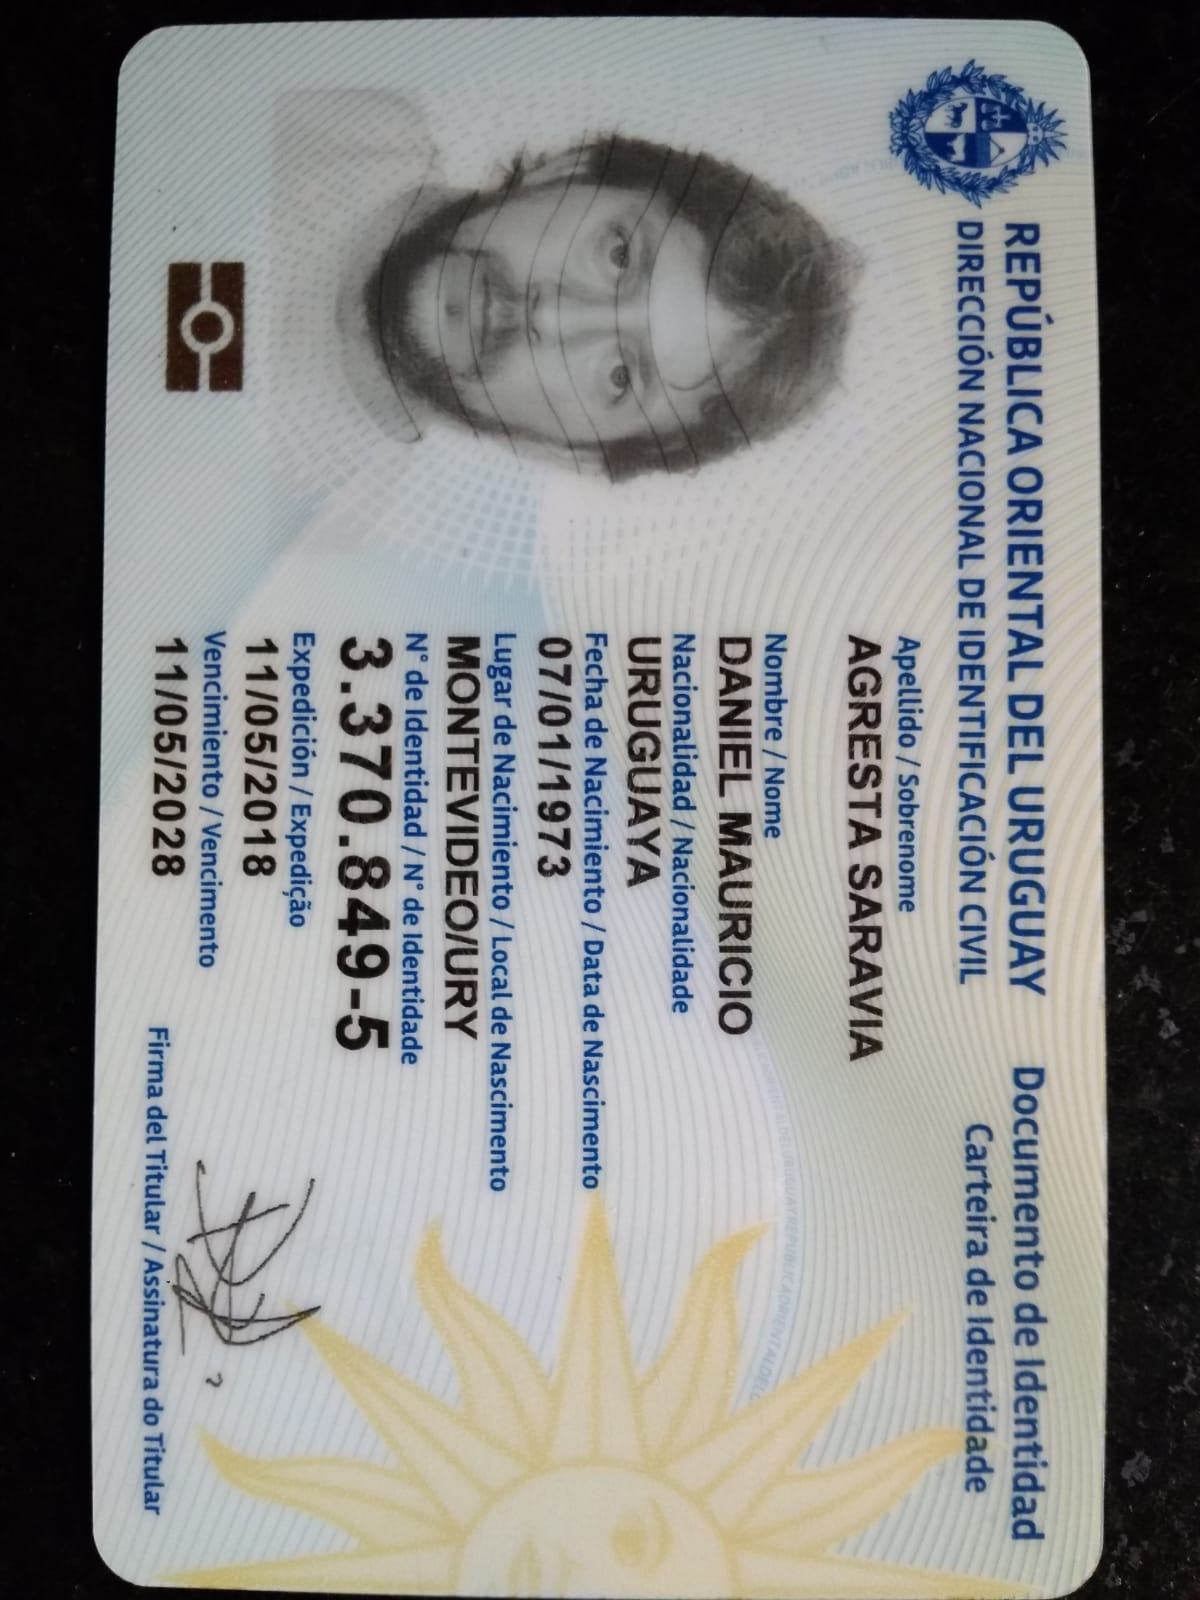 REPÚBLICA ORIENTAL DEL URUGUAY
DIRECCIÓN NACIONAL DE IDENTIFICACIÓN CIVIL
Documento de Identidad
Carteira de Identidade
Apellido / Sobrenome
AGRESTA SARAVIA
Nombre / Nome
DANIEL MAURICIO
Nacionalidad / Nacionalidade
URUGUAYA
Fecha de Nacimiento / Data de Nascimento
07/01/1973
Lugar de Nacimiento / Local de Nascimento
MONTEVIDEO/URY
N° de Identidad / N° de Identidade
3.370.849-5
Expedición / Expedição
11/05/2018
Vencimiento / Vencimento
11/05/2028
Firma del Titular / Assinatura do Titular